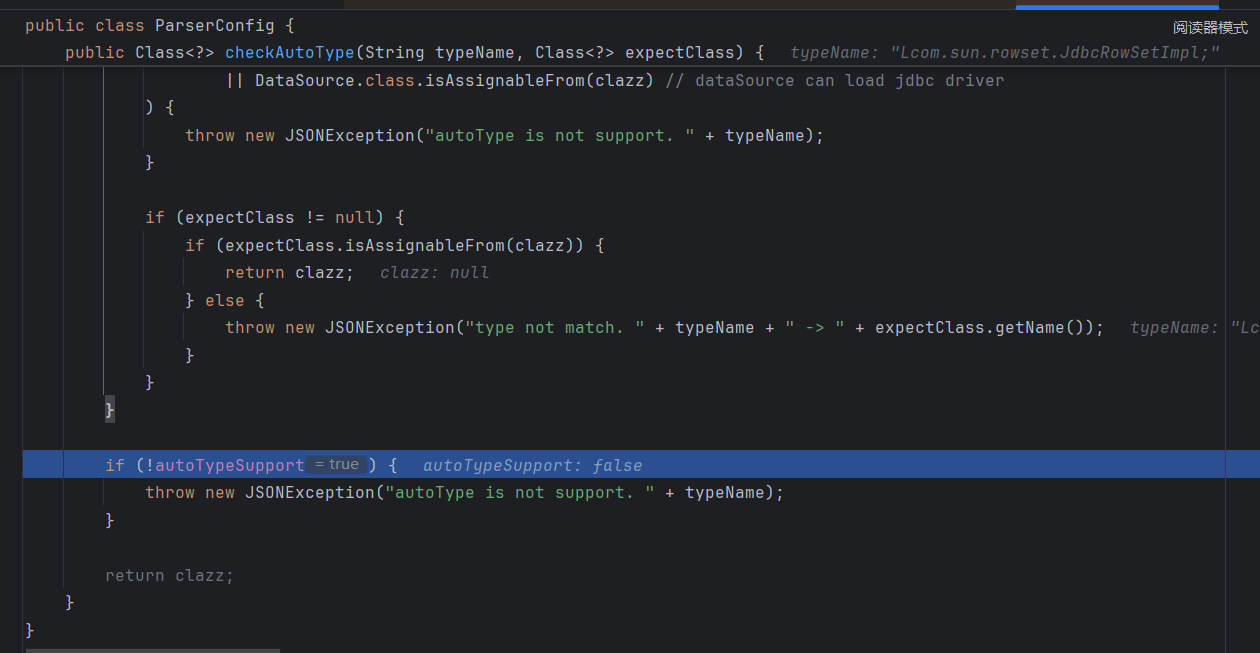 public class ParserConfig {
阅读器模式
public Class<?> checkAutoType(String typeName, Class<?> expectClass) { typeName: "Lcom.sun.rowset.JdbcRowSetImpl;"
|| DataSource.class.isAssignableFrom(clazz) // dataSource can load jdbc driver
) {
throw new JSONException("autoType is not support. " + typeName);
}
if (expectClass != null) {
if (expectClass.isAssignableFrom(clazz)) {
return clazz; clazz: null
} else {
throw new JSONException("type not match. " + typeName + " -> " + expectClass.getName()); typeName: "Lc
}
}
}
if (!autoTypeSupport = true ) { autoTypeSupport: false
throw new JSONException("autoType is not support. " + typeName);
}
return clazz;
}
}